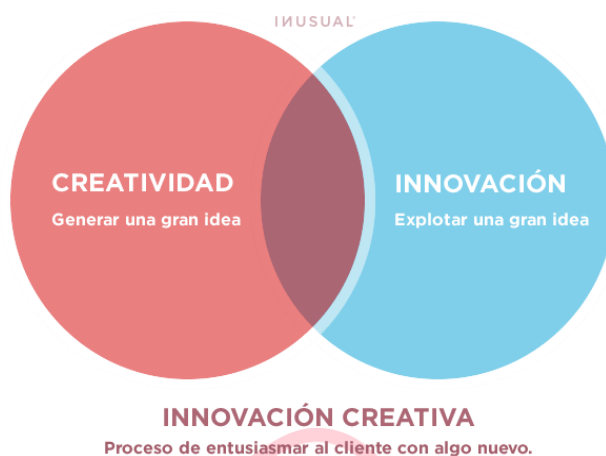 INUSUAL
CREATIVIDAD
Generar una gran idea
INNOVACIÓN
Explotar una gran idea
INNOVACIÓN CREATIVA
Proceso de entusiasmar al cliente con algo nuevo.